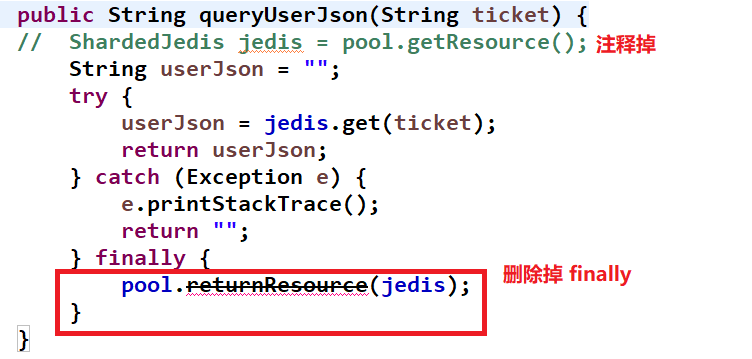 public String queryUserJson(String ticket) {
//  ShardedJedis jedis = pool.getResource(); 注释掉
    String userJson = "";
    try {
        userJson = jedis.get(ticket);
        return userJson;
    } catch (Exception e) {
        e.printStackTrace();
        return "";
    } finally {
        pool.returnResource(jedis); 删除掉 finally
    }
}